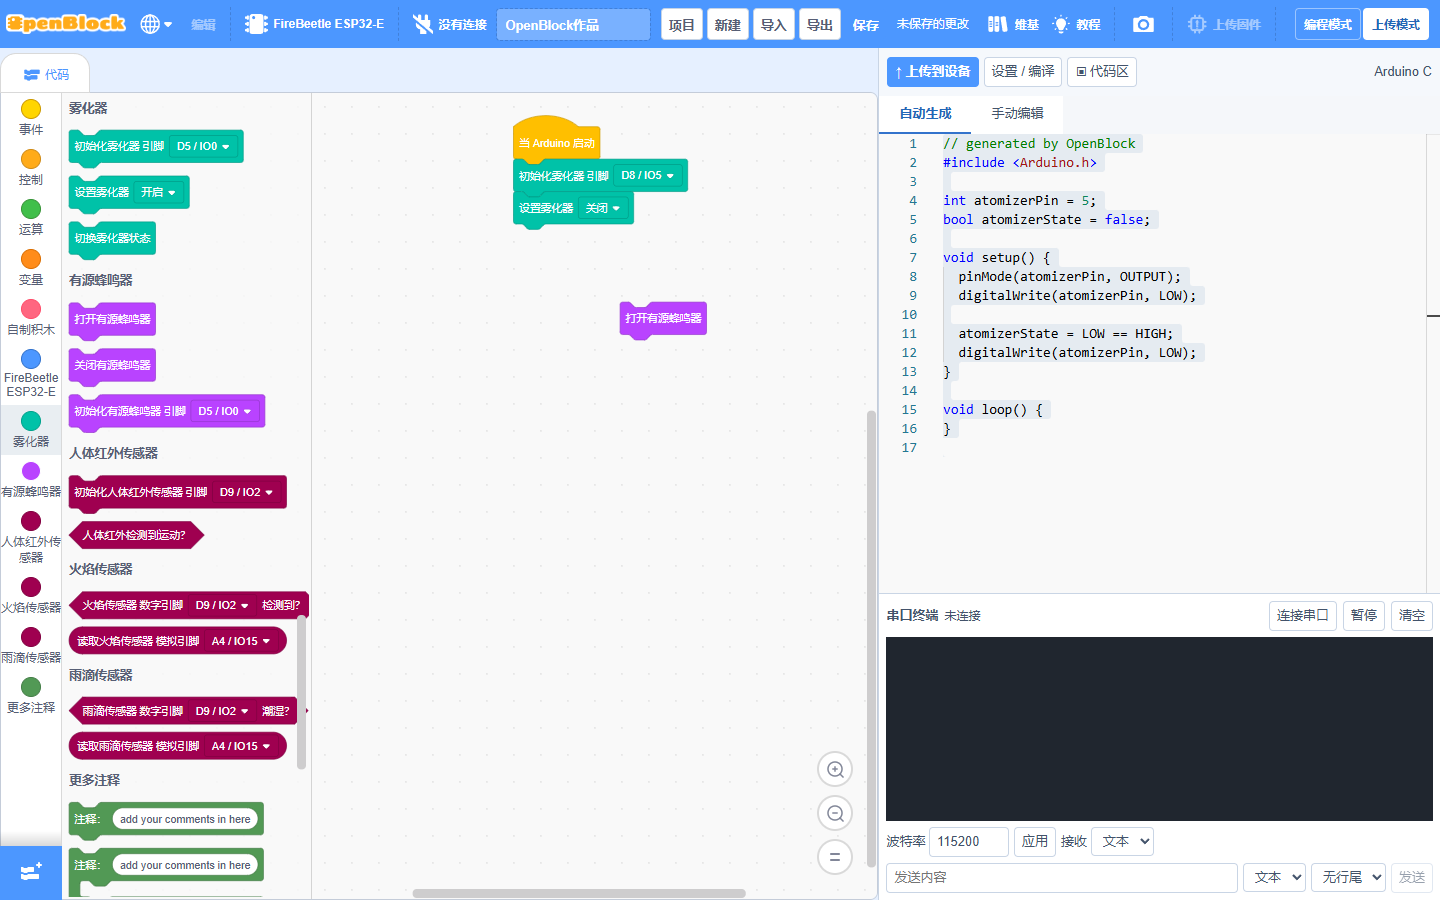 OpenBlock
编辑
FireBeetle ESP32-E
没有连接
OpenBlock作品
项目
新建
导入
导出
保存
未保存的更改
维基
教程
上传固件
编程模式
上传模式
代码
事件
控制
运算
变量
自制积木
FireBeetle
ESP32-E
雾化器
有源蜂鸣器
人体红外传
感器
火焰传感器
雨滴传感器
更多注释
雾化器
初始化雾化器 引脚 D5 / IO0
设置雾化器 开启
切换雾化器状态
有源蜂鸣器
打开有源蜂鸣器
关闭有源蜂鸣器
初始化有源蜂鸣器 引脚 D5 / IO0
人体红外传感器
初始化人体红外传感器 引脚 D9 / IO2
人体红外检测到运动?
火焰传感器
火焰传感器 数字引脚 D9 / IO2 检测到?
读取火焰传感器 模拟引脚 A4 / IO15
雨滴传感器
雨滴传感器 数字引脚 D9 / IO2 潮湿?
读取雨滴传感器 模拟引脚 A4 / IO15
更多注释
注释: add your comments in here
注释: add your comments in here
当 Arduino 启动
初始化雾化器 引脚 D8 / IO5
设置雾化器 关闭
打开有源蜂鸣器
↑ 上传到设备
设置 / 编译
代码区
Arduino C
自动生成
手动编辑
1 // generated by OpenBlock
2 #include <Arduino.h>
3
4 int atomizerPin = 5;
5 bool atomizerState = false;
6
7 void setup() {
8 pinMode(atomizerPin, OUTPUT);
9 digitalWrite(atomizerPin, LOW);
10
11 atomizerState = LOW == HIGH;
12 digitalWrite(atomizerPin, LOW);
13 }
14
15 void loop() {
16 }
17
串口终端 未连接
连接串口
暂停
清空
波特率 115200 应用 接收 文本
发送内容 文本 无行尾 发送